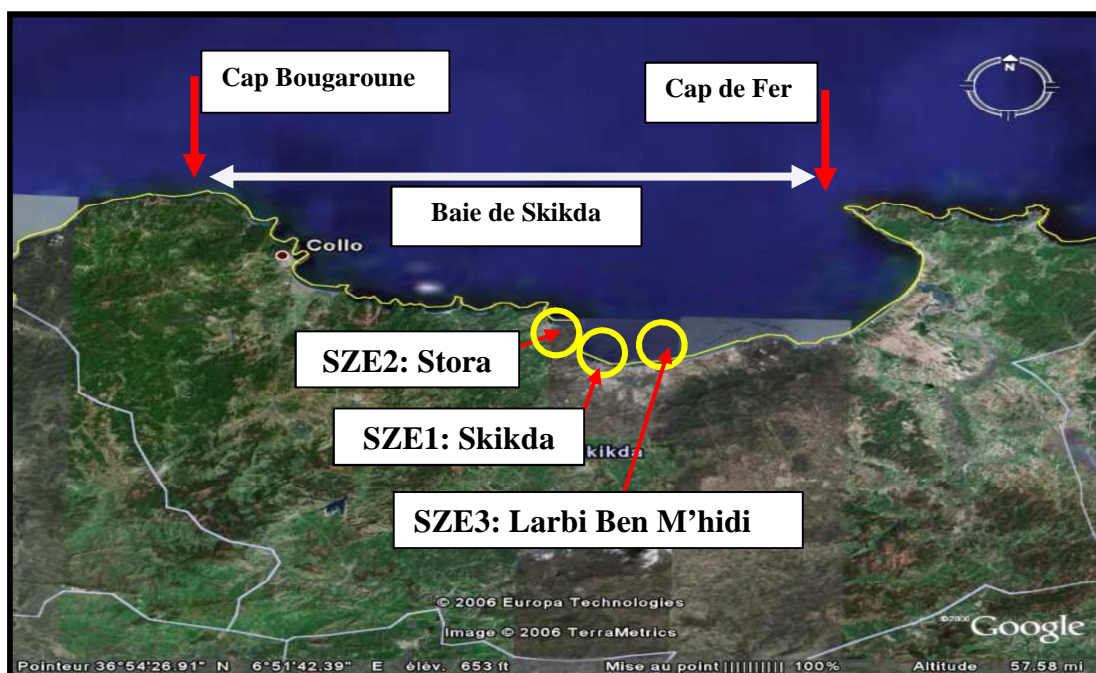 Cap Bougaroune
Cap de Fer
N
Baie de Skikda
Collo
SZE2: Stora
SZE1: Skikda
kikda
SZE3: Larbi Ben M’hidi
© 2006 Europa Technologies
Image © 2006 TerraMetrics
©2006 Google
Pointeur 36°54'26.91" N 6°51'42.39" E élév. 653 ft Mise au point |||||||||| 100% Altitude 57.58 mi